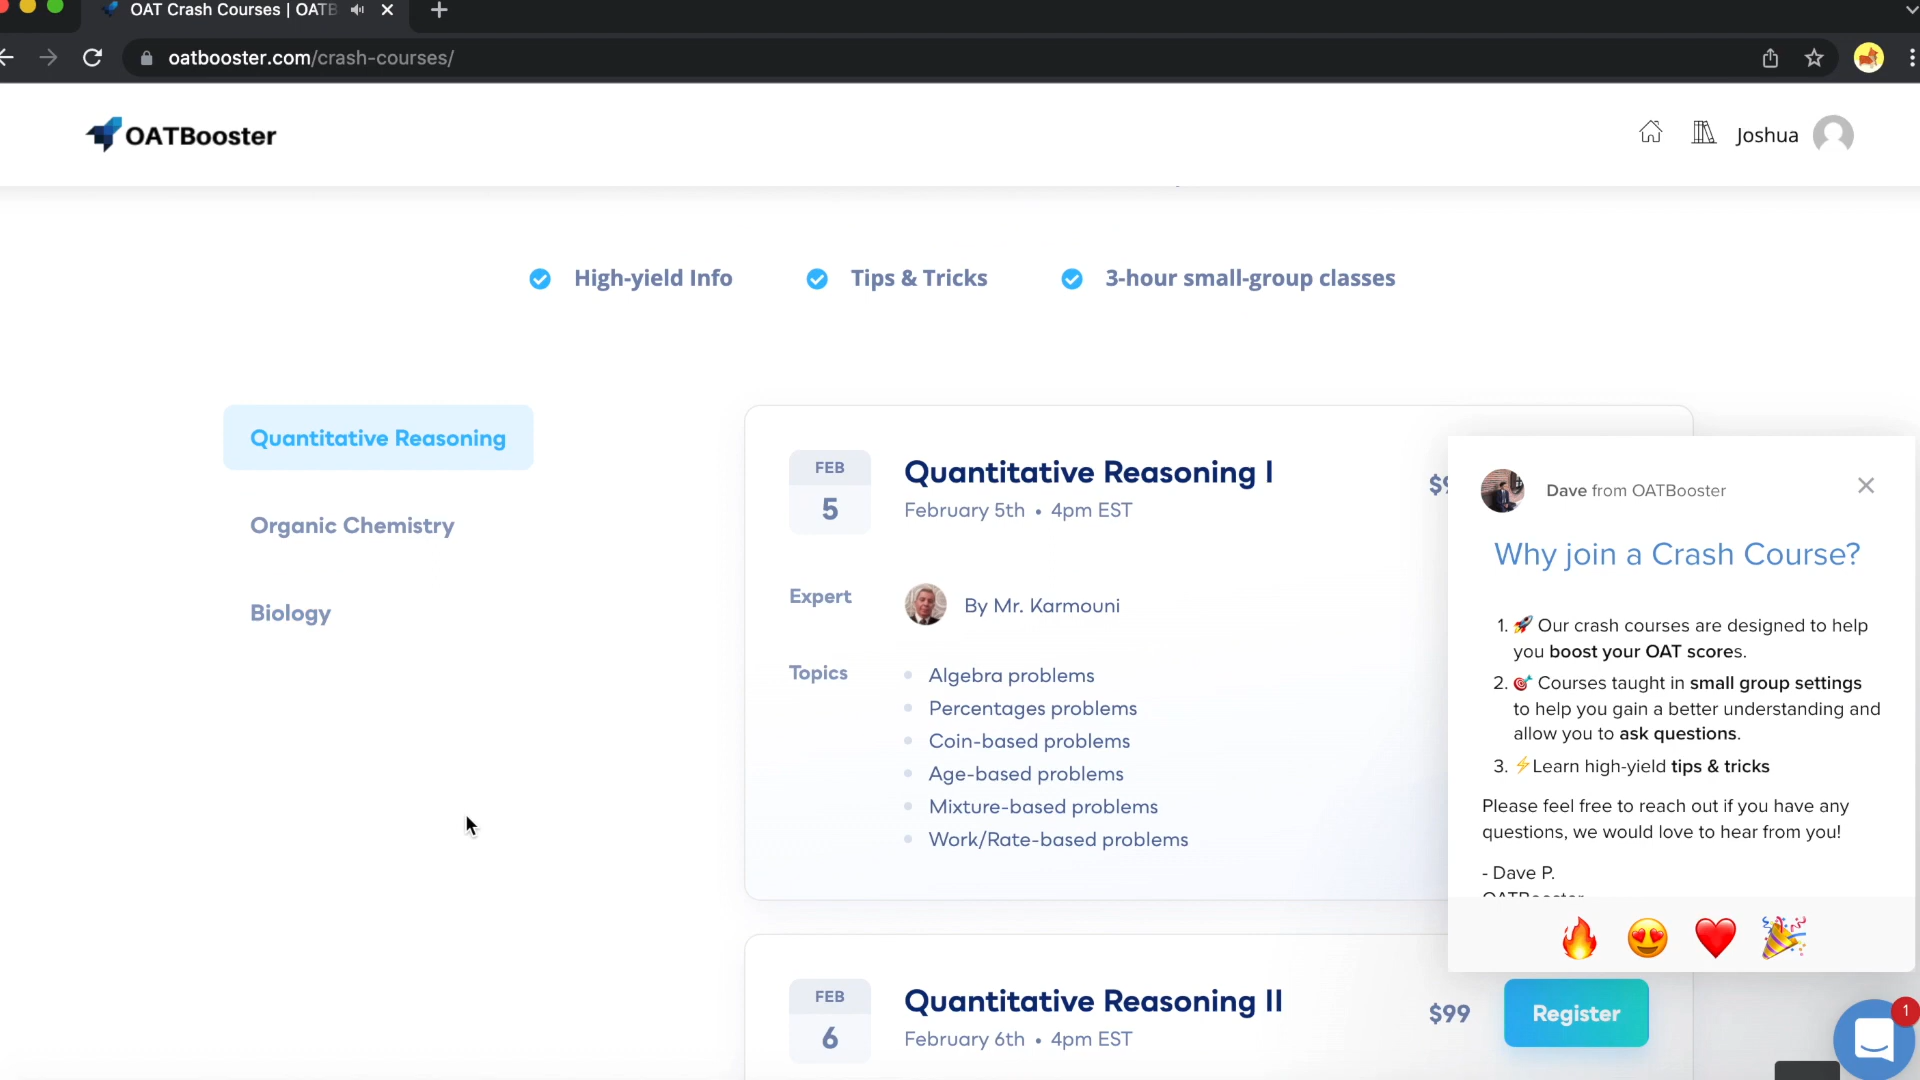 OAT Crash Courses | OATB
oatbooster.com/crash-courses/
OATBooster
Joshua
High-yield Info
Tips & Tricks
3-hour small-group classes
Quantitative Reasoning
Organic Chemistry
Biology
FEB
5
Quantitative Reasoning I
February 5th • 4pm EST
Expert
By Mr. Karmouni
Topics
Algebra problems
Percentages problems
Coin-based problems
Age-based problems
Mixture-based problems
Work/Rate-based problems
FEB
6
Quantitative Reasoning II
February 6th • 4pm EST
$99
Register
Dave from OATBooster
Why join a Crash Course?
1. 🚀 Our crash courses are designed to help
you boost your OAT scores.
2. 🎯 Courses taught in small group settings
to help you gain a better understanding and
allow you to ask questions.
3. ⚡Learn high-yield tips & tricks
Please feel free to reach out if you have any
questions, we would love to hear from you!
- Dave P.
1